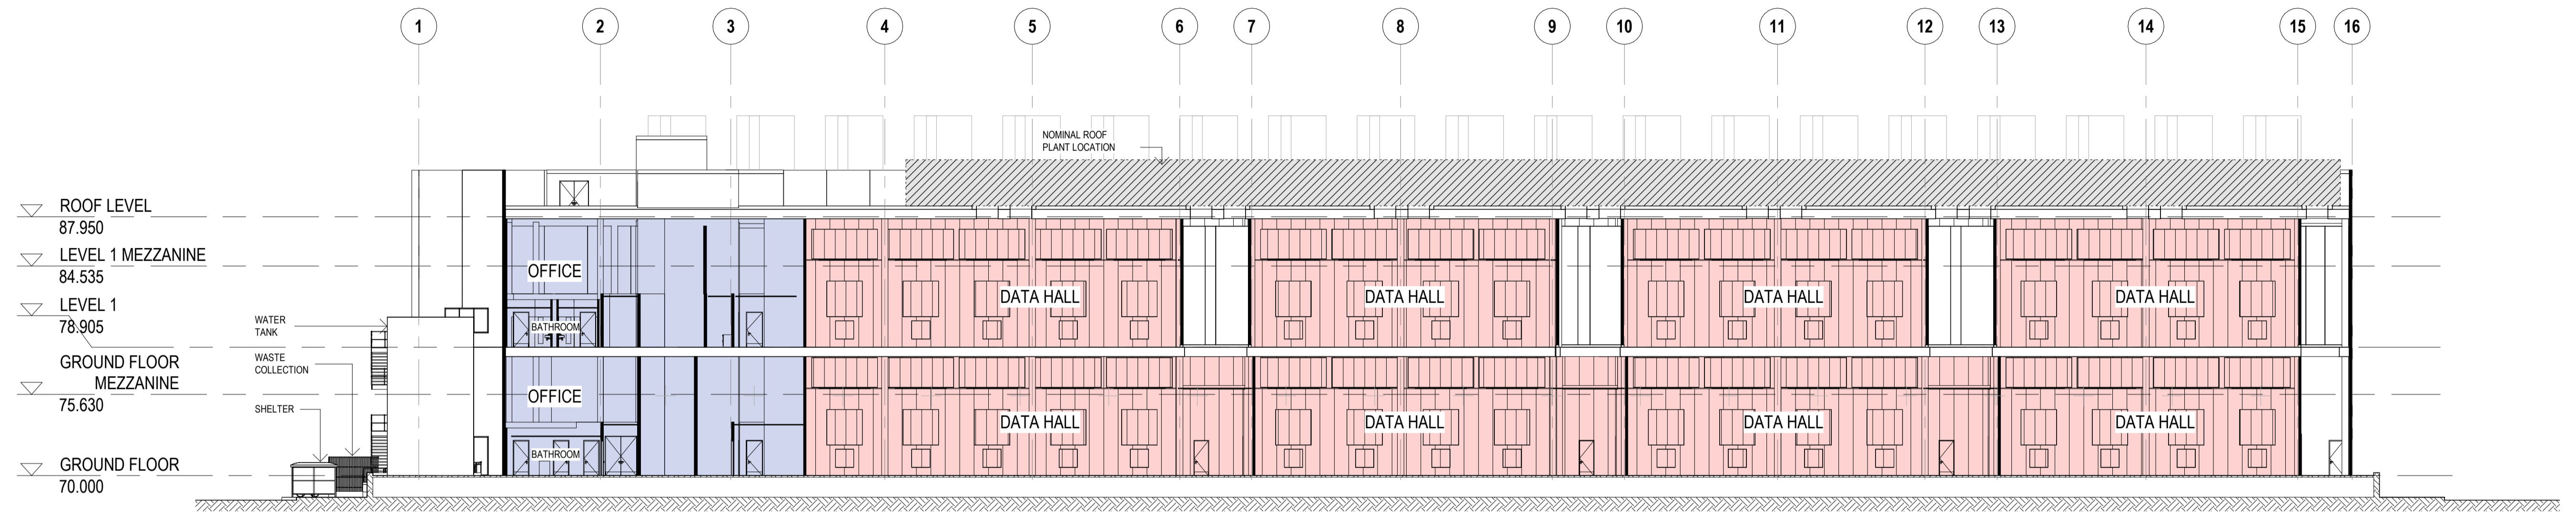 1 2 3 4 5 6 7 8 9 10 11 12 13 14 15 16
NOMINAL ROOF
PLANT LOCATION
ROOF LEVEL
87.950
LEVEL 1 MEZZANINE
84.535
LEVEL 1
78.905
GROUND FLOOR
MEZZANINE
75.630
GROUND FLOOR
70.000
WATER
TANK
WASTE
COLLECTION
SHELTER
OFFICE
BATHROOM
DATA HALL DATA HALL DATA HALL DATA HALL
OFFICE
BATHROOM
DATA HALL DATA HALL DATA HALL DATA HALL